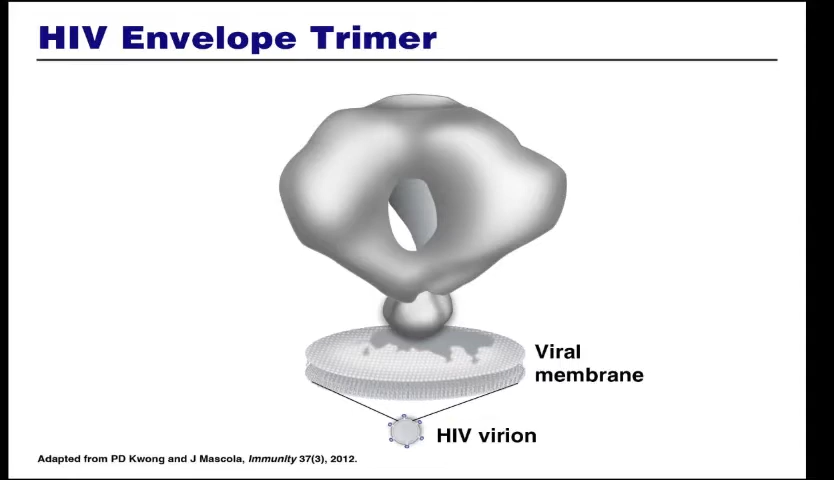 HIV Envelope Trimer
Viral
membrane
HIV virion
Adapted from PD Kwong and J Mascola, Immunity 37(3), 2012.